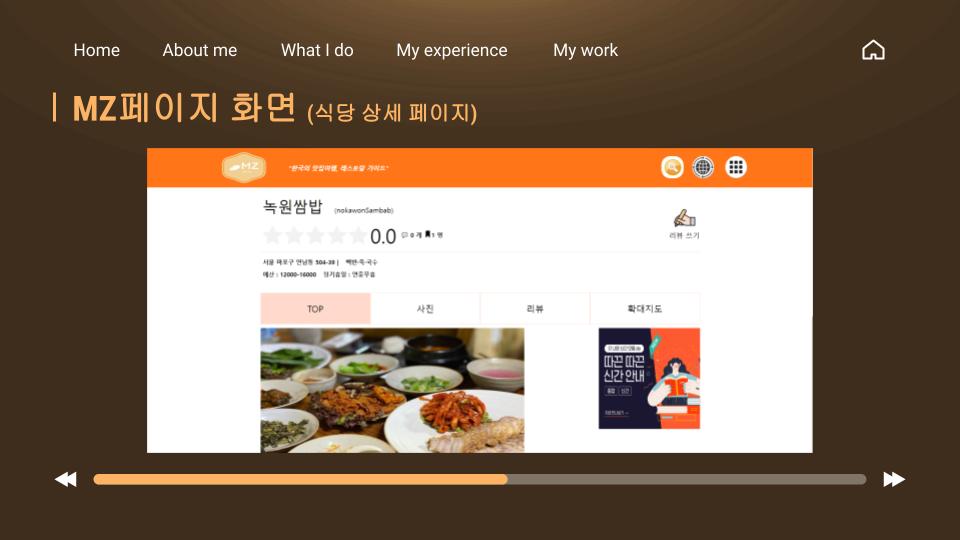 Home About me What I do My experience My work
MZ페이지 화면 (식당 상세 페이지)
MZ
"한국의 맛집여행, 레스토랑 가이드"
녹원쌈밥 (nokawonSambab)
0.0 0 개 1 명
리뷰 쓰기
서울 마포구 연남동 504-39 | 백반·죽·국수
예산 : 12000-16000 정기휴일 : 연중무휴
TOP 사진 리뷰 확대지도
따끈 따끈
신간 안내